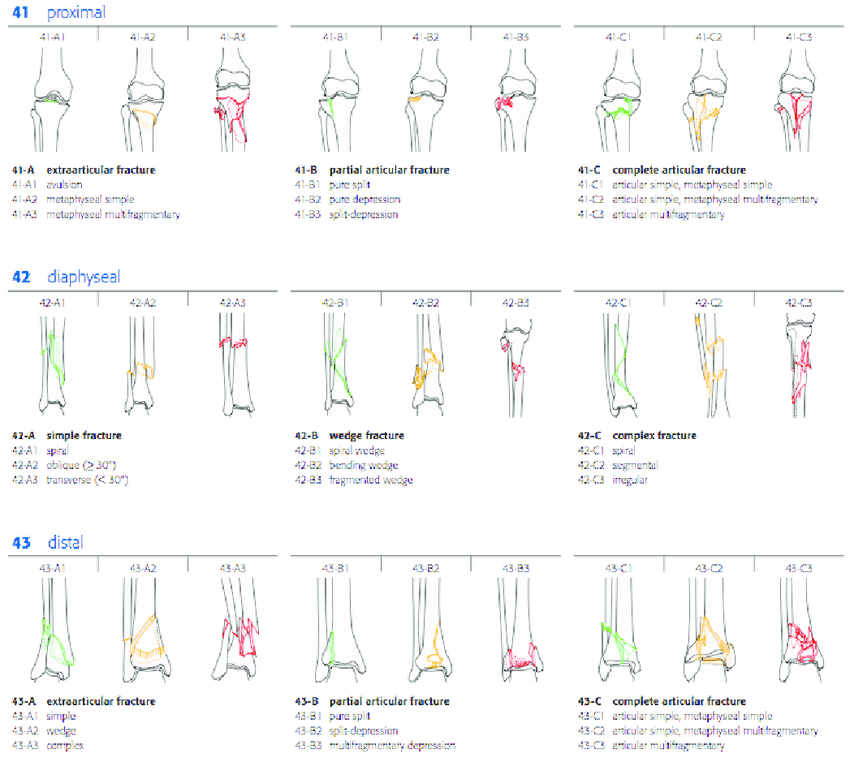 41 proximal
41-A1 41-A2 41-A3 41-B1 41-B2 41-B3 41-C1 41-C2 41-C3
41-A extraarticular fracture
41-A1 avulsion
41-A2 metaphyseal simple
41-A3 metaphyseal multifragmentary
41-B partial articular fracture
41-B1 pure split
41-B2 pure depression
41-B3 split-depression
41-C complete articular fracture
41-C1 articular simple, metaphyseal simple
41-C2 articular simple, metaphyseal multifragmentary
41-C3 articular multifragmentary
42 diaphyseal
42-A1 42-A2 42-A3 42-B1 42-B2 42-B3 42-C1 42-C2 42-C3
42-A simple fracture
42-A1 spiral
42-A2 oblique (≥ 30°)
42-A3 transverse (< 30°)
42-B wedge fracture
42-B1 spiral wedge
42-B2 bending wedge
42-B3 fragmented wedge
42-C complex fracture
42-C1 spiral
42-C2 segmental
42-C3 irregular
43 distal
43-A1 43-A2 43-A3 43-B1 43-B2 43-B3 43-C1 43-C2 43-C3
43-A extraarticular fracture
43-A1 simple
43-A2 wedge
43-A3 complex
43-B partial articular fracture
43-B1 pure split
43-B2 split-depression
43-B3 multifragmentary depression
43-C complete articular fracture
43-C1 articular simple, metaphyseal simple
43-C2 articular simple, metaphyseal multifragmentary
43-C3 articular multifragmentary